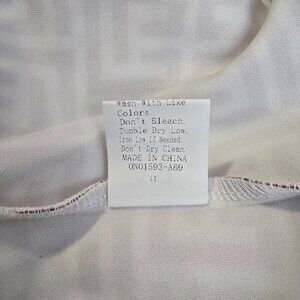 Wash With Like
Colors.
Don't Bleach.
Tumble Dry Low.
Iron Low If Needed.
Don't Dry Clean.
MADE IN CHINA
0N01593-A69
11